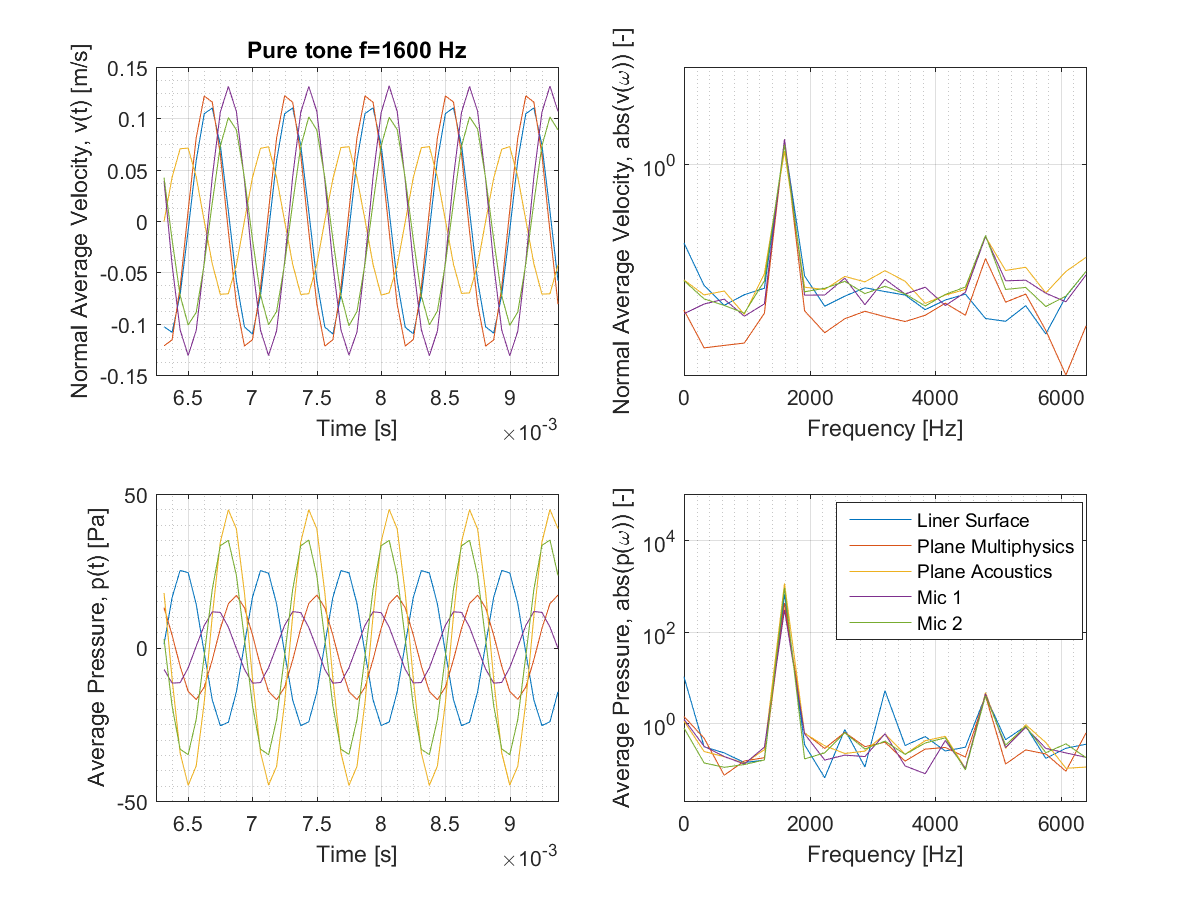 Pure tone f=1600 Hz
Normal Average Velocity, v(t) [m/s]
0.15
0.1
0.05
0
-0.05
-0.1
-0.15
6.5 7 7.5 8 8.5 9
Time [s]
×10-3
Normal Average Velocity, abs(v(ω)) [-]
100
0 2000 4000 6000
Frequency [Hz]
Average Pressure, p(t) [Pa]
50
0
-50
6.5 7 7.5 8 8.5 9
Time [s]
×10-3
Average Pressure, abs(p(ω)) [-]
104
102
100
0 2000 4000 6000
Frequency [Hz]
Liner Surface
Plane Multiphysics
Plane Acoustics
Mic 1
Mic 2